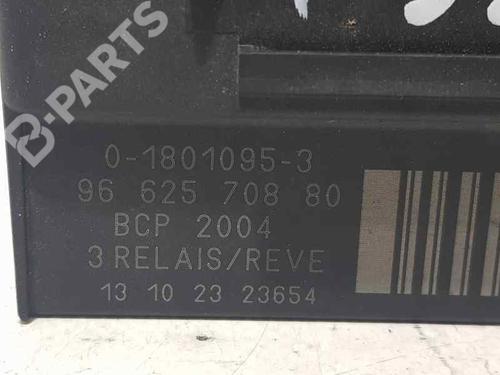 B-PARTS
0-1801095-3
96 625 708 80
BCP 2004
3 RELAIS/REVE
13 10 23 23654